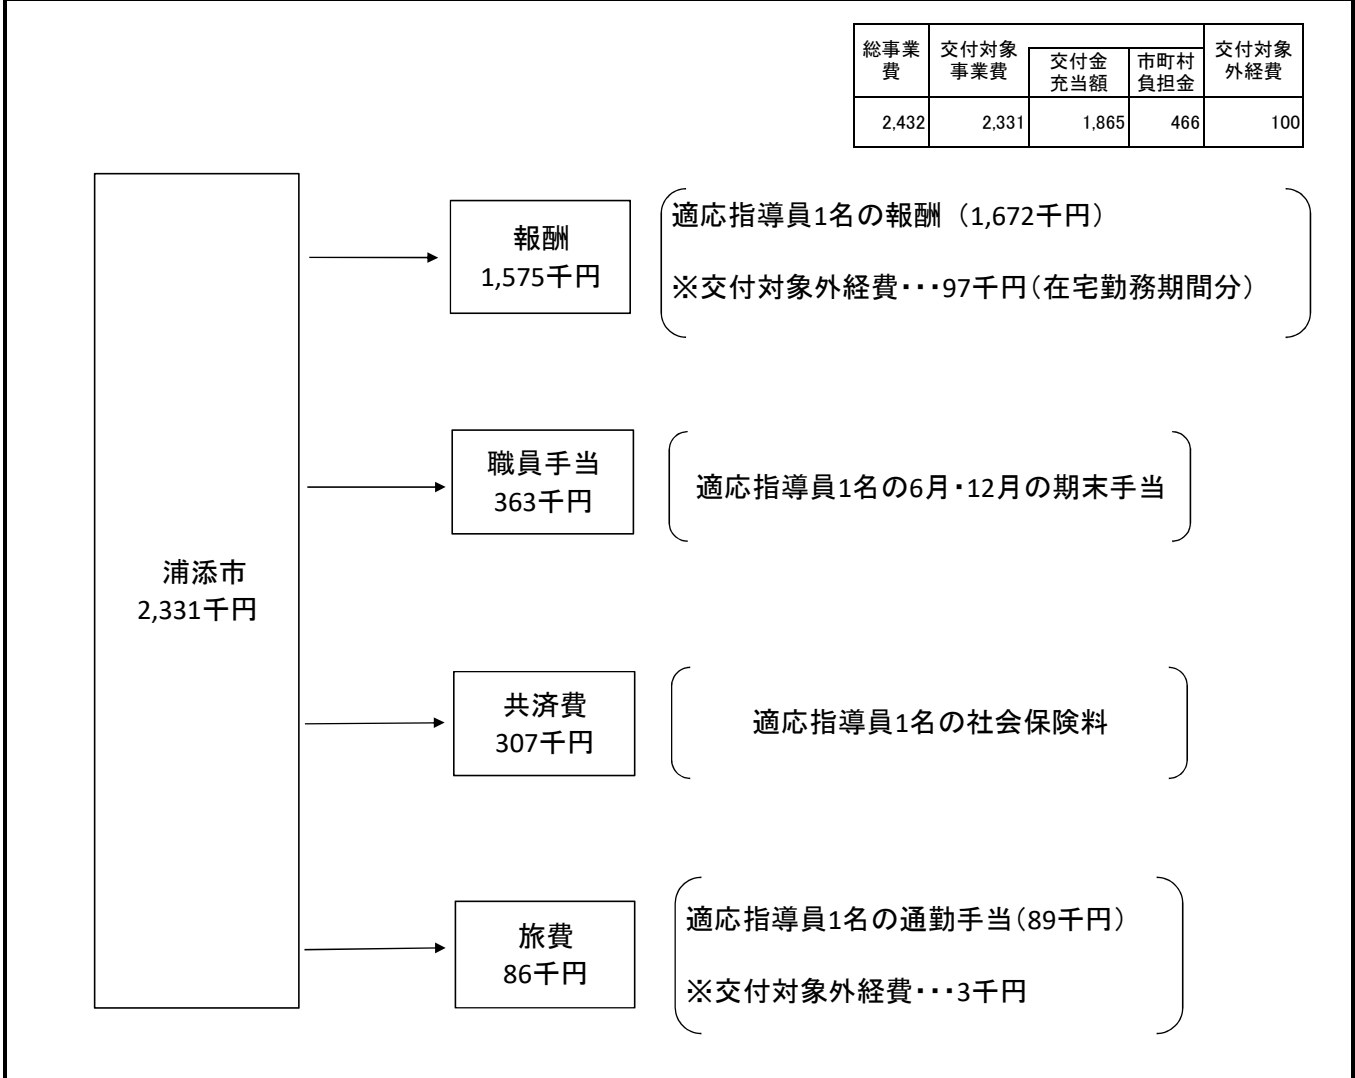 総事業
費
交付対象
事業費
交付金
充当額
市町村
負担金
交付対象
外経費
2,432
2,331
1,865
466
100
浦添市
2,331千円
報酬
1,575千円
適応指導員1名の報酬（1,672千円）
※交付対象外経費・・・97千円（在宅勤務期間分）
職員手当
363千円
適応指導員1名の6月・12月の期末手当
共済費
307千円
適応指導員1名の社会保険料
旅費
86千円
適応指導員1名の通勤手当（89千円）
※交付対象外経費・・・3千円